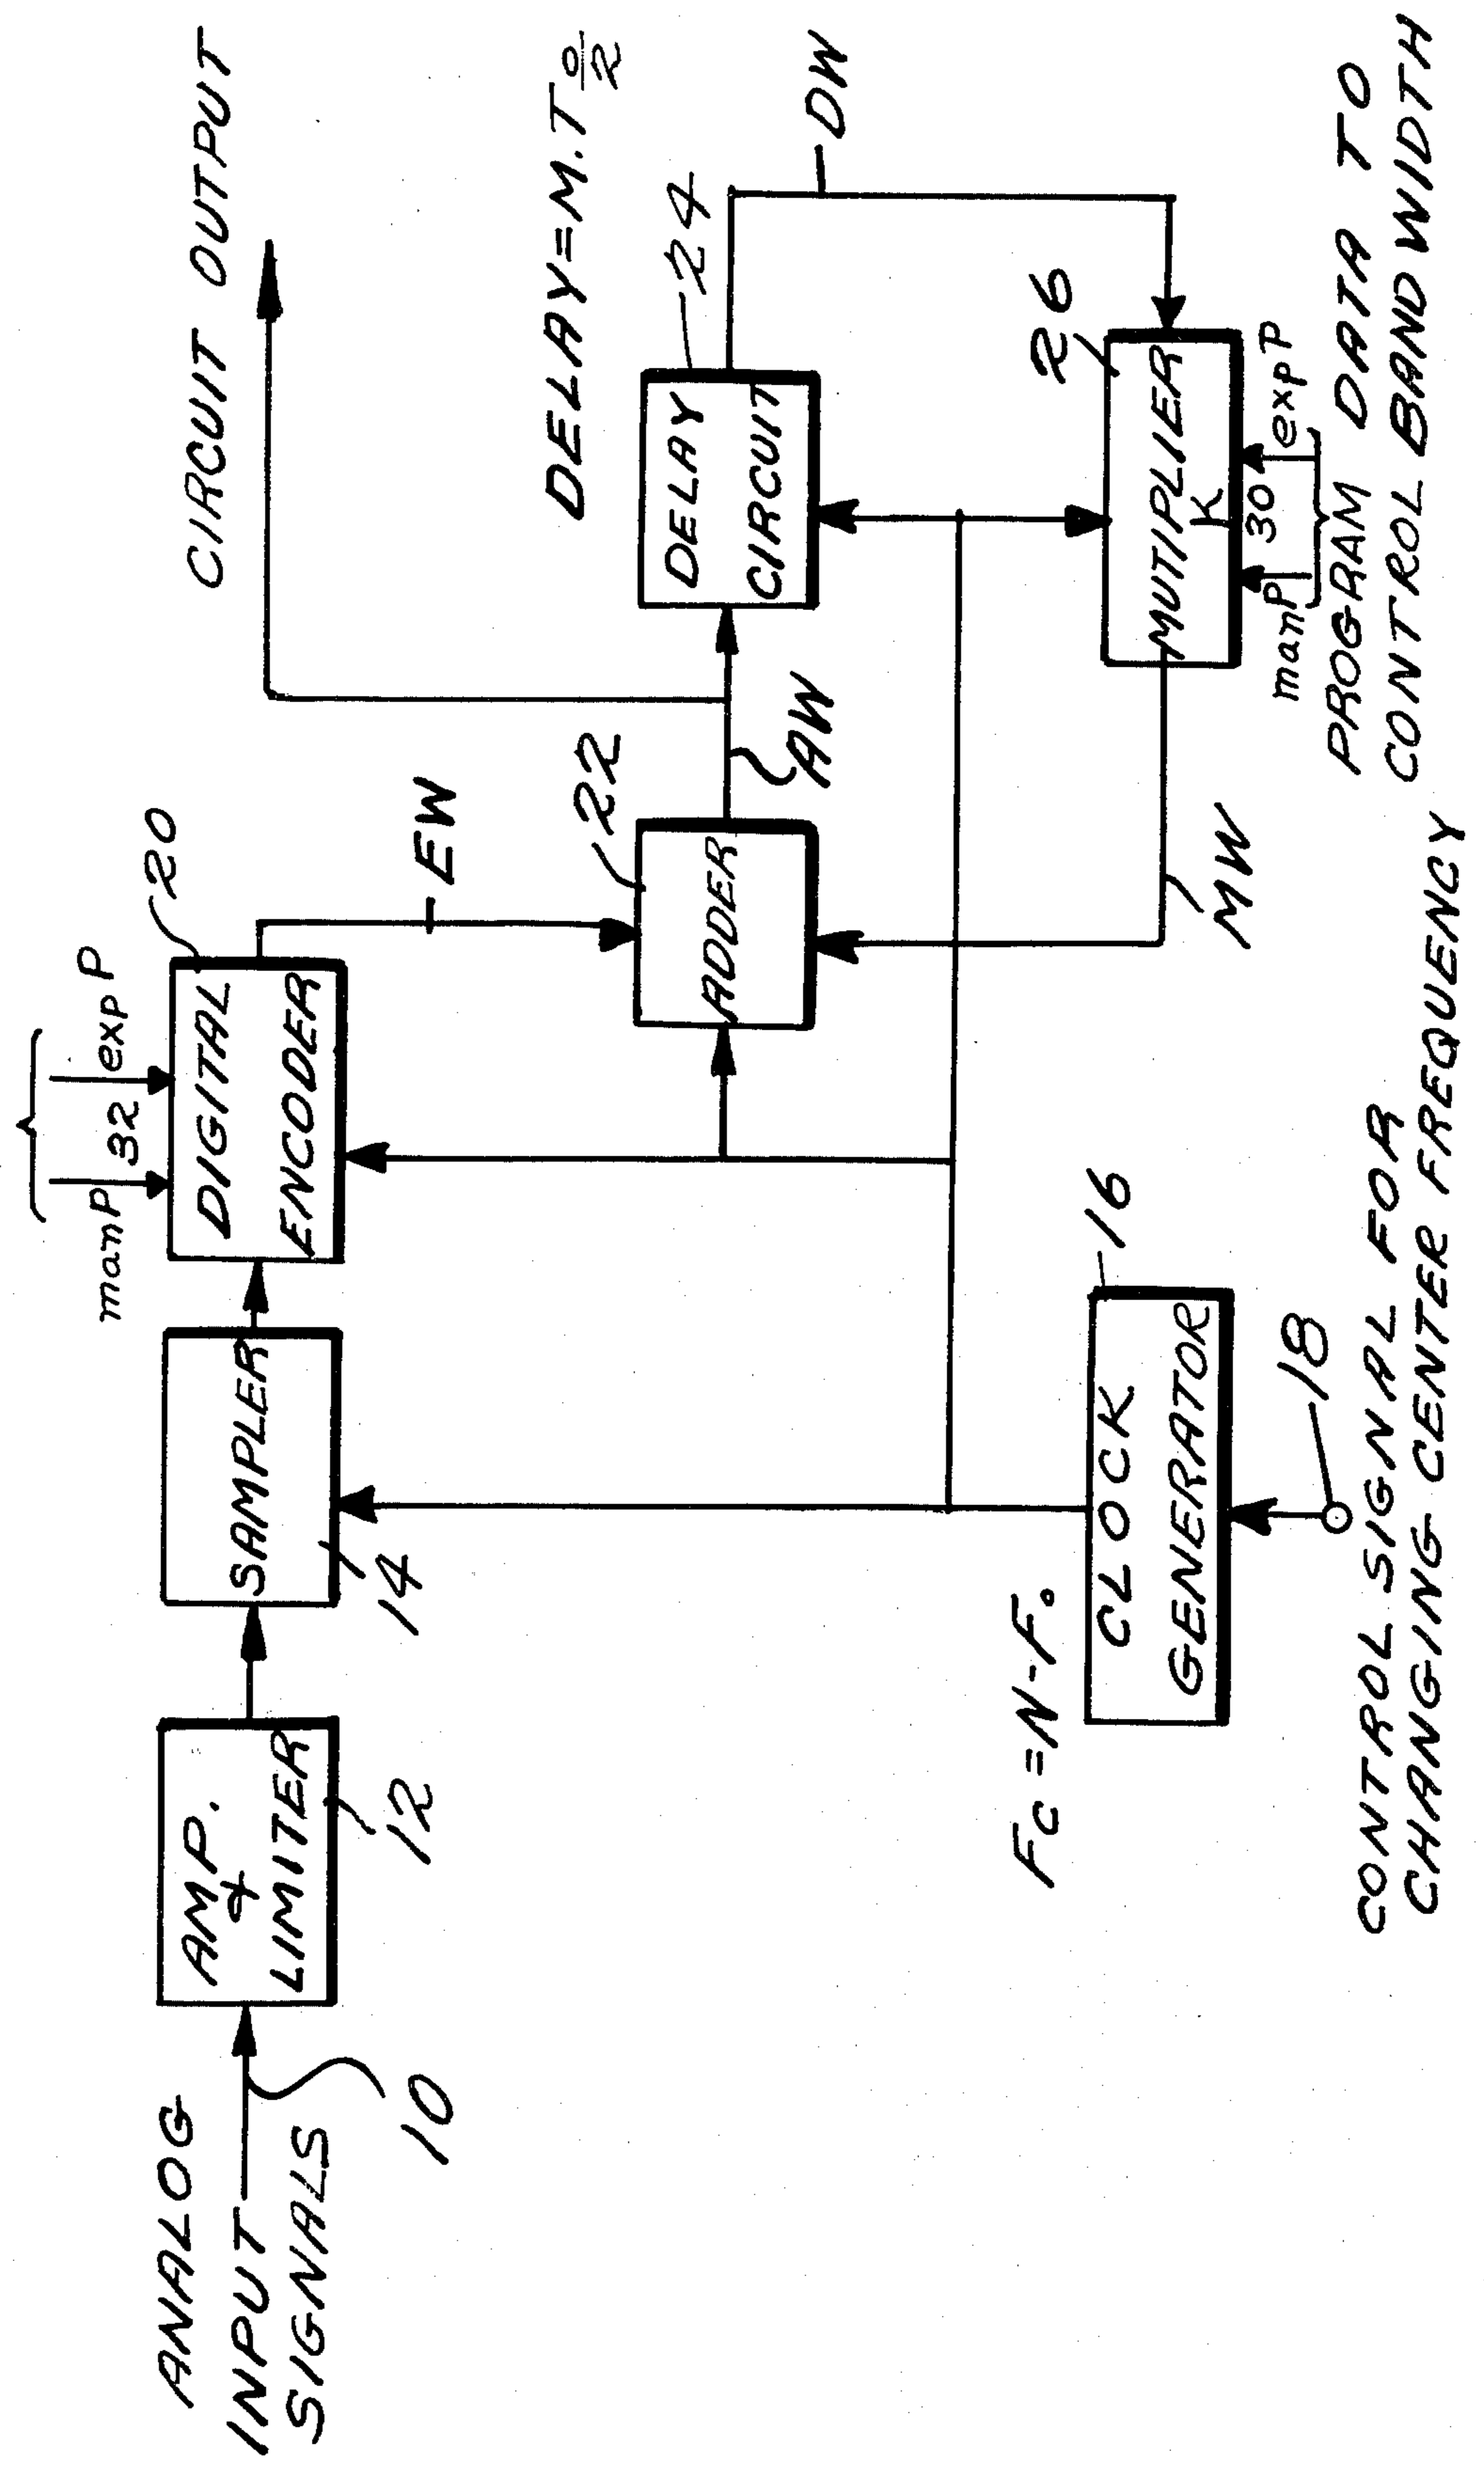 ANALOG
INPUT
SIGNALS
10
AMP.
&
LIMITER
12
SAMPLER
14
manP 32 expP
DIGITAL
ENCODER
20
EW
ADDER
22
AW
CIRCUIT OUTPUT
DELAY=M.T O/2
DELAY
CIRCUIT
24
DW
MUTIPLIER
K
26
manP 30 expP
PROGRAM DATA TO
CONTROL BANDWIDTH
MW
Fc=N-Fo
CLOCK
GENERATOR
16
18
CONTROL SIGNAL FOR
CHANGING CENTER FREQUENCY